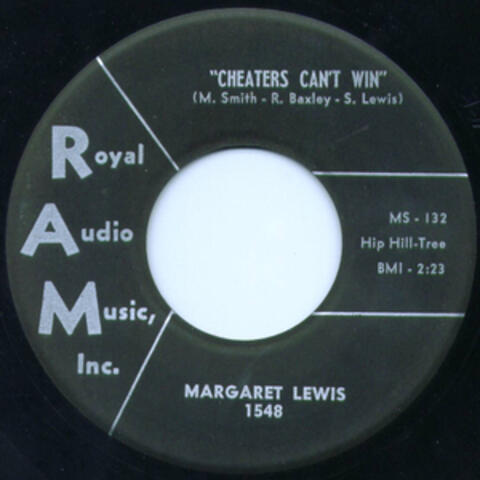 "CHEATERS CAN'T WIN"
(M. Smith - R. Baxley - S. Lewis)
Royal
Audio
Music,
Inc.
MS - 132
Hip Hill-Tree
BMI - 2:23
MARGARET LEWIS
1548